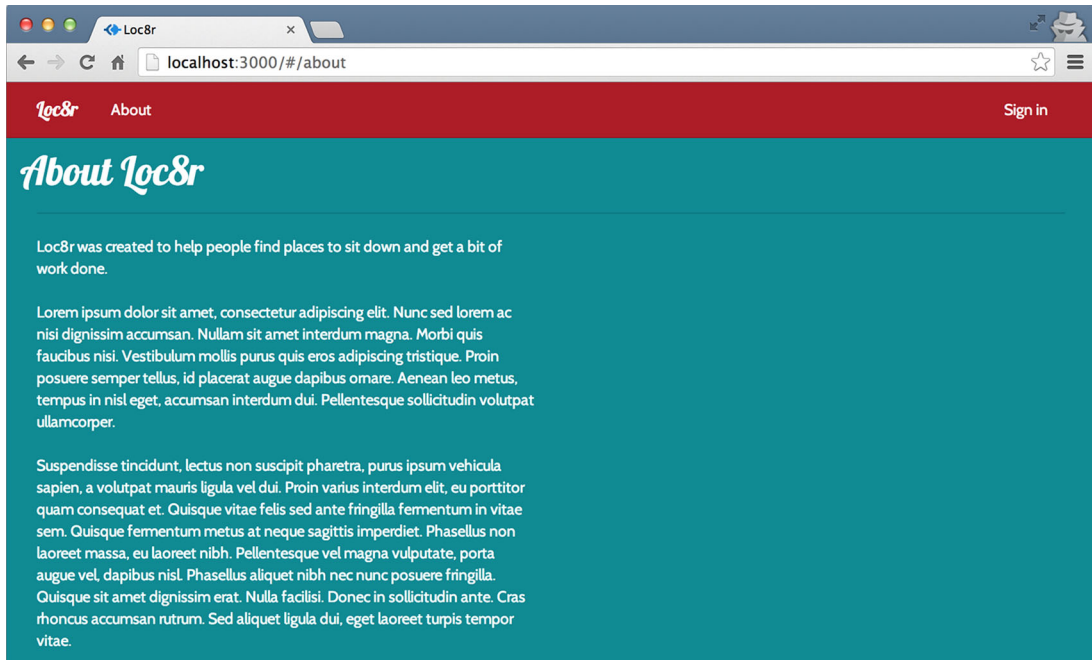 Loc8r
localhost:3000/#/about
Loc8r About Sign in
About Loc8r
Loc8r was created to help people find places to sit down and get a bit of
work done.
Lorem ipsum dolor sit amet, consectetur adipiscing elit. Nunc sed lorem ac
nisi dignissim accumsan. Nullam sit amet interdum magna. Morbi quis
faucibus nisi. Vestibulum mollis purus quis eros adipiscing tristique. Proin
posuere semper tellus, id placerat augue dapibus ornare. Aenean leo metus,
tempus in nisl eget, accumsan interdum dui. Pellentesque sollicitudin volutpat
ullamcorper.
Suspendisse tincidunt, lectus non suscipit pharetra, purus ipsum vehicula
sapien, a volutpat mauris ligula vel dui. Proin varius interdum elit, eu porttitor
quam consequat et. Quisque vitae felis sed ante fringilla fermentum in vitae
sem. Quisque fermentum metus at neque sagittis imperdiet. Phasellus non
laoreet massa, eu laoreet nibh. Pellentesque vel magna vulputate, porta
augue vel, dapibus nisl. Phasellus aliquet nibh nec nunc posuere fringilla.
Quisque sit amet dignissim erat. Nulla facilisi. Donec in sollicitudin ante. Cras
rhoncus accumsan rutrum. Sed aliquet ligula dui, eget laoreet turpis tempor
vitae.